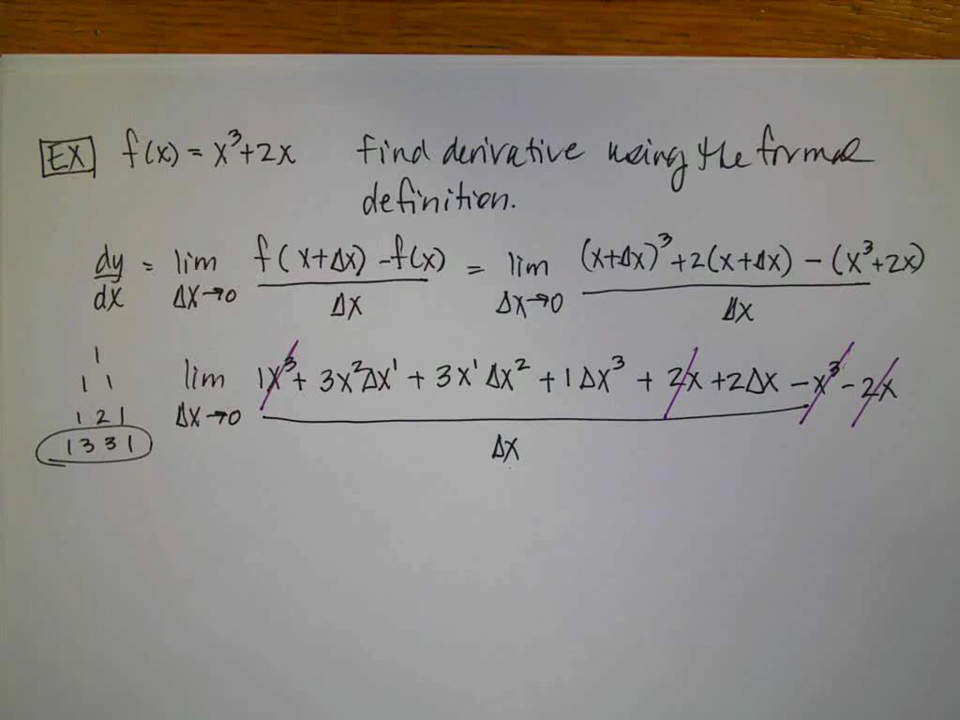 EX f(x) = x³+2x find derivative using the formal
definition.
dy/dx = lim Δx→0 (f(x+Δx) -f(x))/Δx = lim Δx→0 ((x+Δx)³+2(x+Δx) - (x³+2x))/Δx
1
1 1
1 2 1
1 3 3 1
lim Δx→0 (1x³ + 3x²Δx¹ + 3x¹Δx² + 1Δx³ + 2x +2Δx -x³ - 2x)/Δx